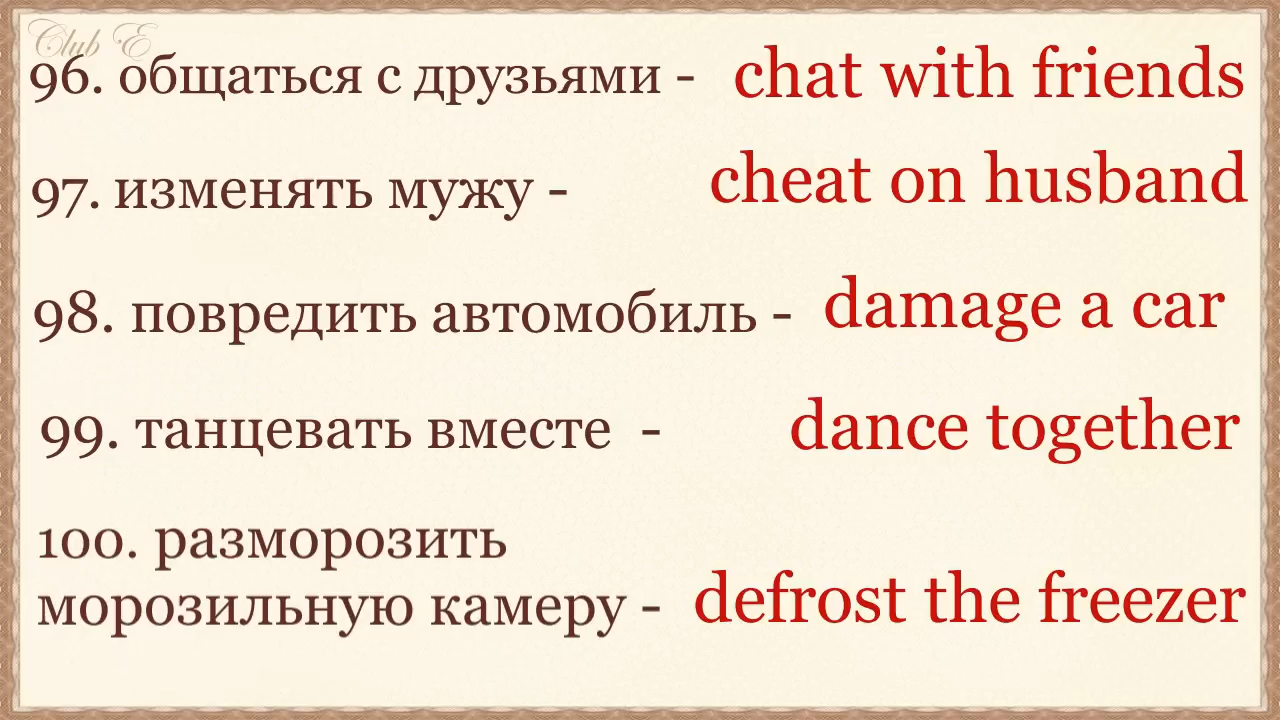 Club E
96. общаться с друзьями - chat with friends
97. изменять мужу - cheat on husband
98. повредить автомобиль - damage a car
99. танцевать вместе - dance together
100. разморозить
морозильную камеру - defrost the freezer